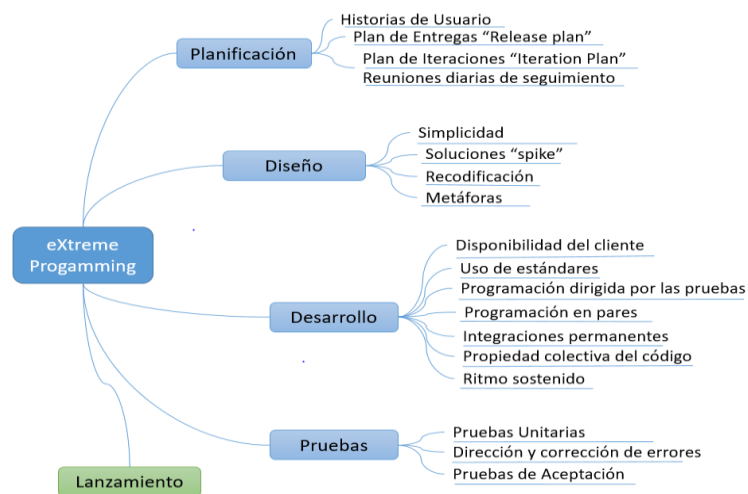 Historias de Usuario
Plan de Entregas “Release plan”
Planificación
Plan de Iteraciones “Iteration Plan”
Reuniones diarias de seguimiento
Simplicidad
Soluciones “spike”
Diseño
Recodificación
Metáforas
eXtreme
Progamming
Disponibilidad del cliente
Uso de estándares
Programación dirigida por las pruebas
Desarrollo
Programación en pares
Integraciones permanentes
Propiedad colectiva del código
Ritmo sostenido
Pruebas Unitarias
Pruebas
Dirección y corrección de errores
Pruebas de Aceptación
Lanzamiento